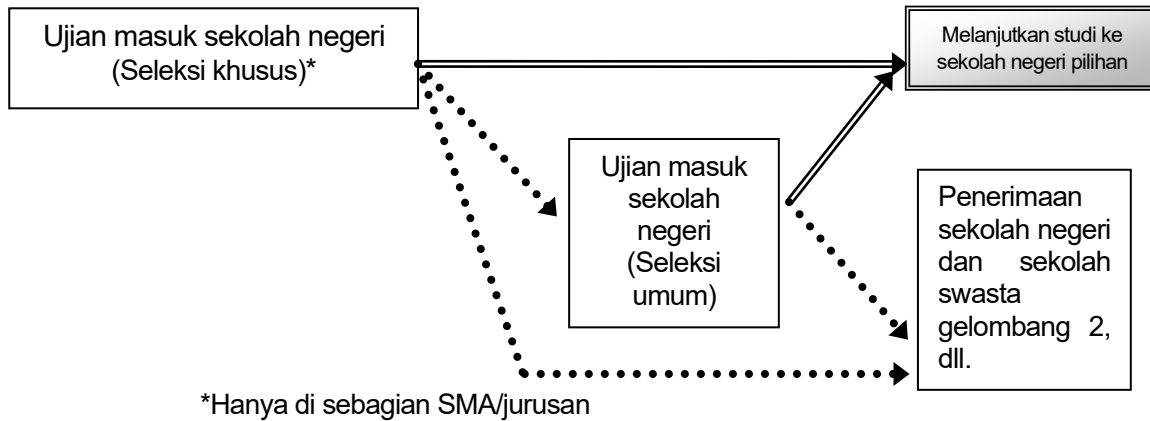 Ujian masuk sekolah negeri
(Seleksi khusus)*
Melanjutkan studi ke
sekolah negeri pilihan
Ujian masuk
sekolah
negeri
(Seleksi
umum)
Penerimaan
sekolah negeri
dan sekolah
swasta
gelombang 2,
dll.
*Hanya di sebagian SMA/jurusan